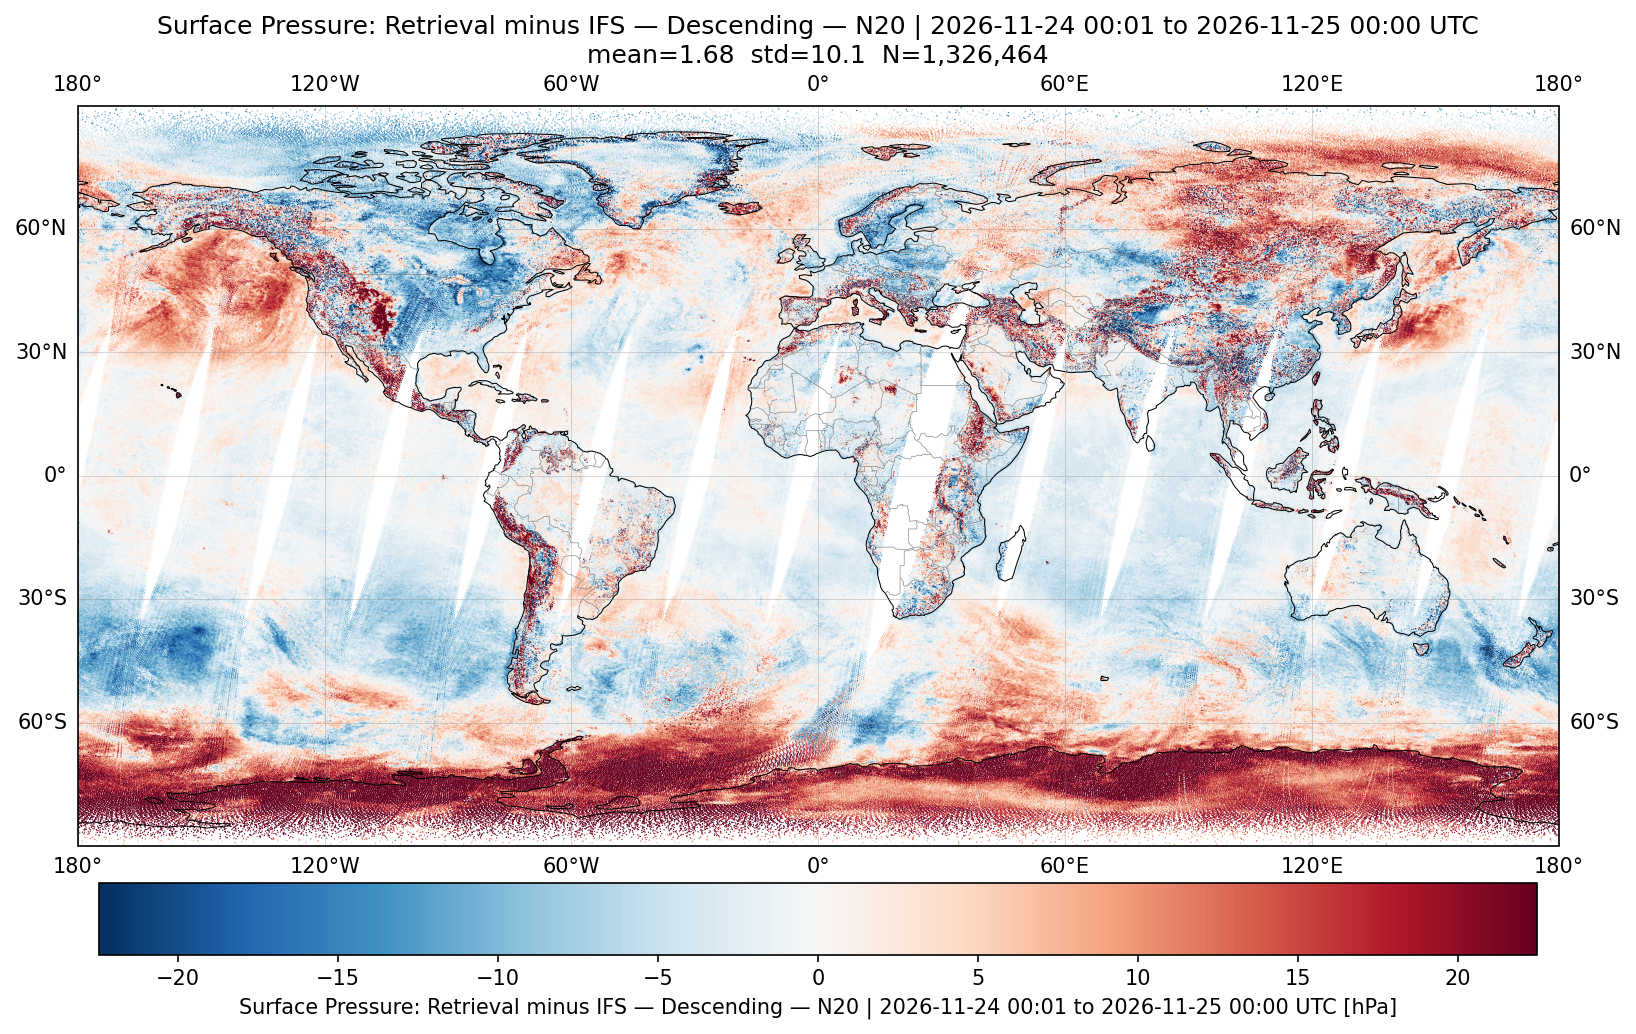 Surface Pressure: Retrieval minus IFS — Descending — N20 | 2026-11-24 00:01 to 2026-11-25 00:00 UTC
mean=1.68  std=10.1  N=1,326,464
180° 120°W 60°W 0° 60°E 120°E 180°
60°N 60°N
30°N 30°N
0° 0°
30°S 30°S
60°S 60°S
180° 120°W 60°W 0° 60°E 120°E 180°
−20 −15 −10 −5 0 5 10 15 20
Surface Pressure: Retrieval minus IFS — Descending — N20 | 2026-11-24 00:01 to 2026-11-25 00:00 UTC [hPa]